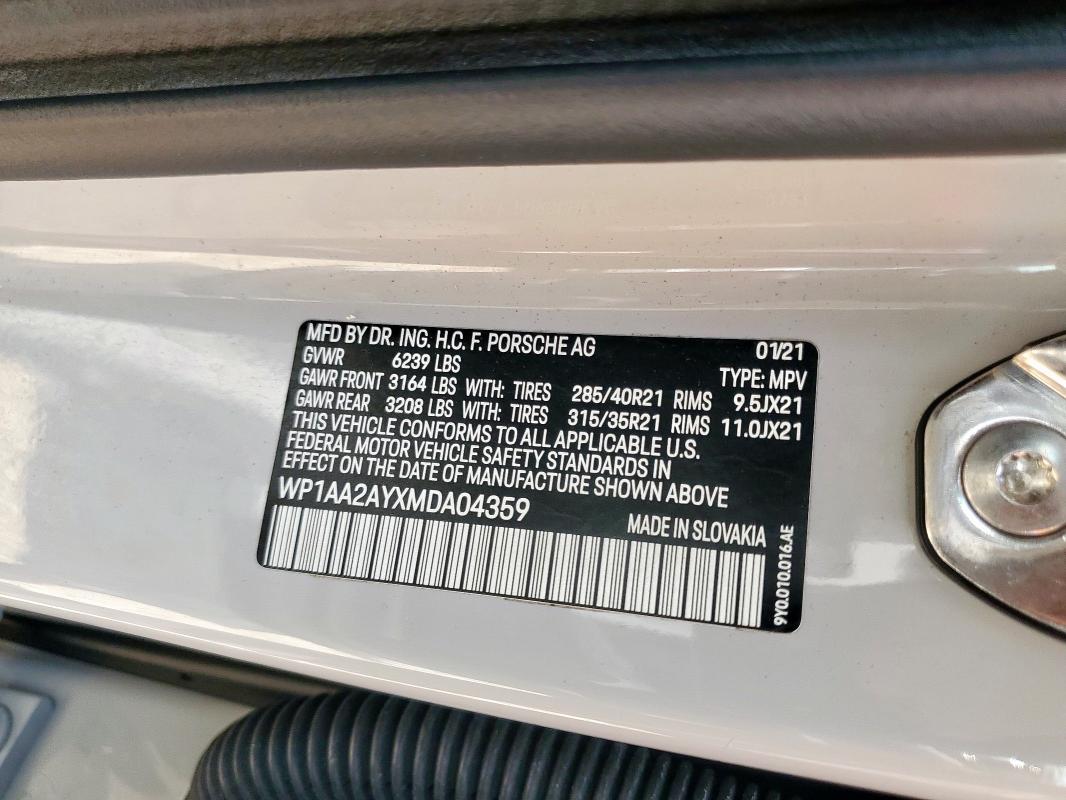 MFD BY DR. ING. H.C. F. PORSCHE AG 01/21
GVWR 6239 LBS TYPE: MPV
GAWR FRONT 3164 LBS WITH: TIRES 285/40R21 RIMS 9.5JX21
GAWR REAR 3208 LBS WITH: TIRES 315/35R21 RIMS 11.0JX21
THIS VEHICLE CONFORMS TO ALL APPLICABLE U.S.
FEDERAL MOTOR VEHICLE SAFETY STANDARDS IN
EFFECT ON THE DATE OF MANUFACTURE SHOWN ABOVE
WP1AA2AYXMDA04359
MADE IN SLOVAKIA
9Y0.010.016.AE